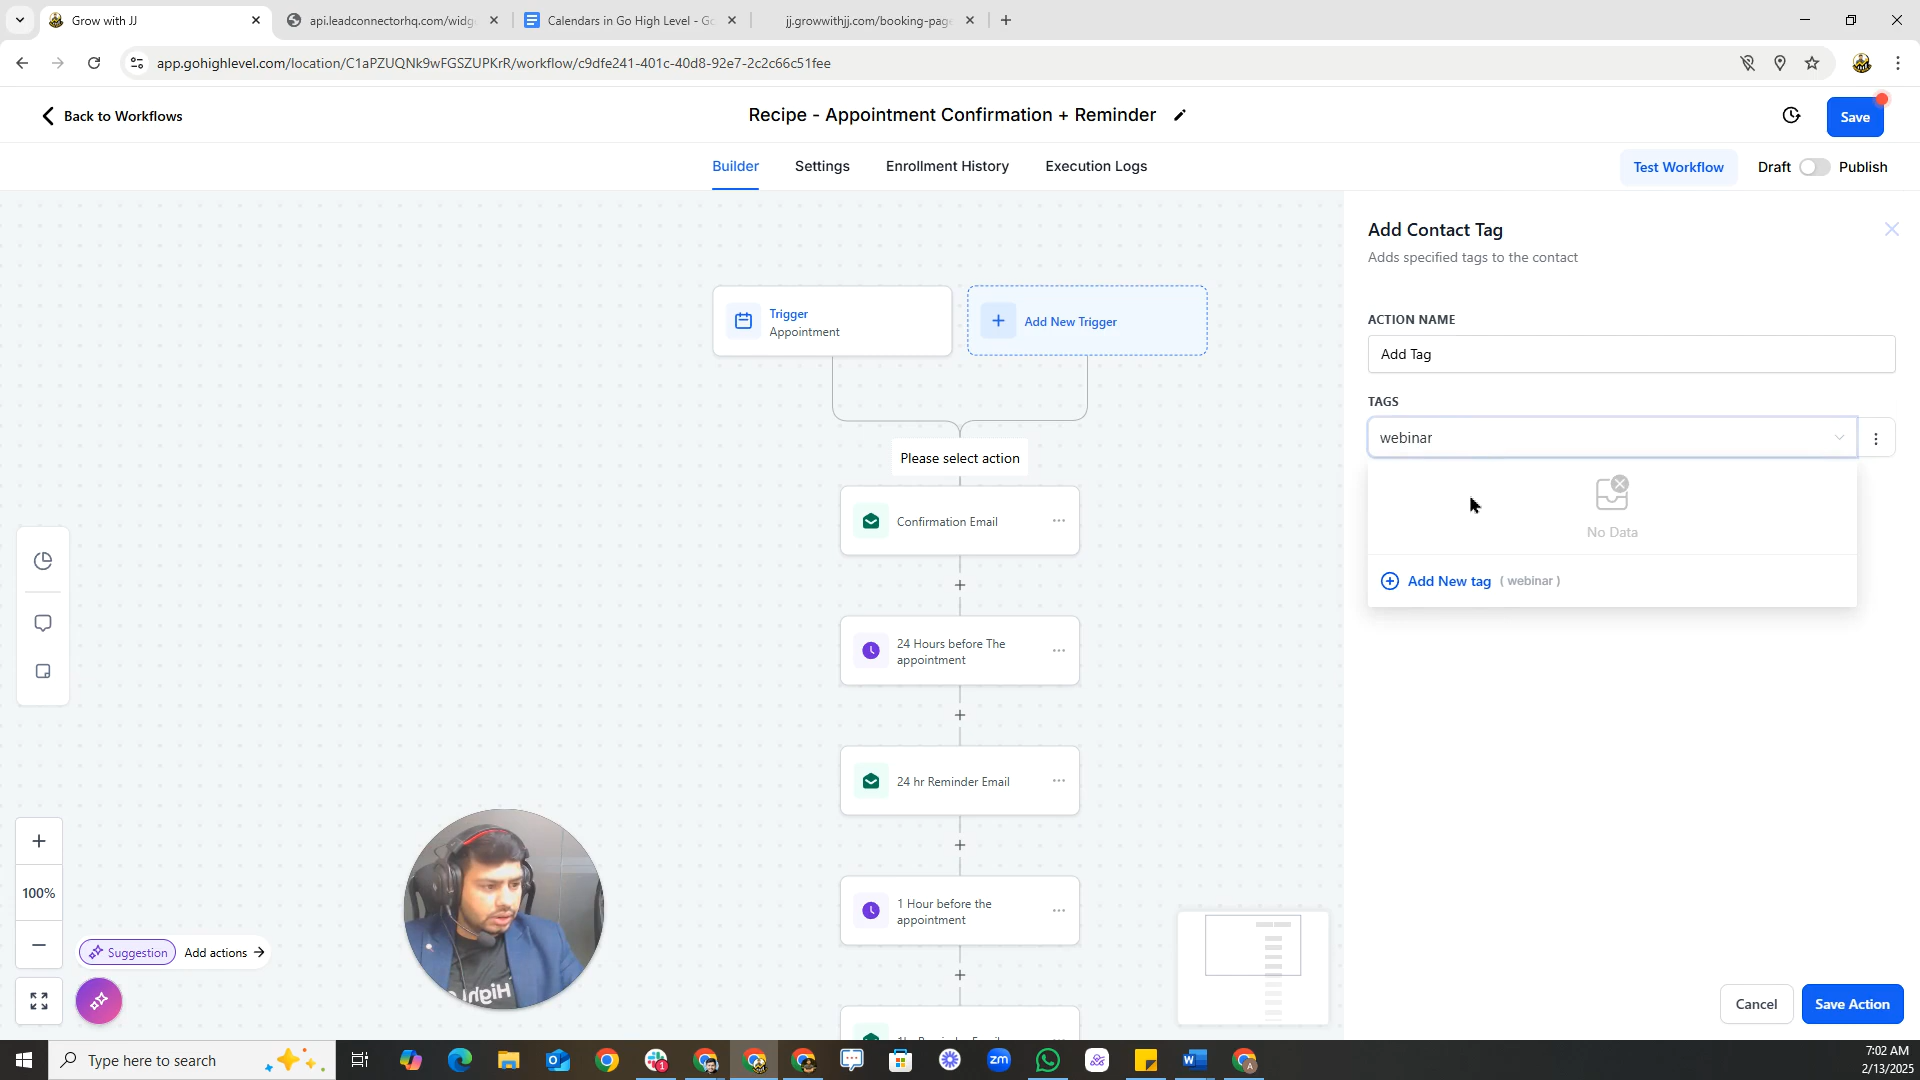 Grow with JJ
api.leadconnectorhq.com/widg
Calendars in Go High Level - Go
jj.growwithjj.com/booking-page
app.gohighlevel.com/location/C1aPZUQNk9wFGSZUPKrR/workflow/c9dfe241-401c-40d8-92e7-2c2c66c51fee
Back to Workflows
Recipe - Appointment Confirmation + Reminder
Save
Builder
Settings
Enrollment History
Execution Logs
Test Workflow
Draft
Publish
Trigger
Appointment
Add New Trigger
Please select action
Confirmation Email
24 Hours before The
appointment
24 hr Reminder Email
1 Hour before the
appointment
100%
Suggestion
Add actions
Add Contact Tag
Adds specified tags to the contact
ACTION NAME
Add Tag
TAGS
webinar
No Data
Add New tag ( webinar )
Cancel
Save Action
Type here to search
zm
1
7:02 AM
2/13/2025